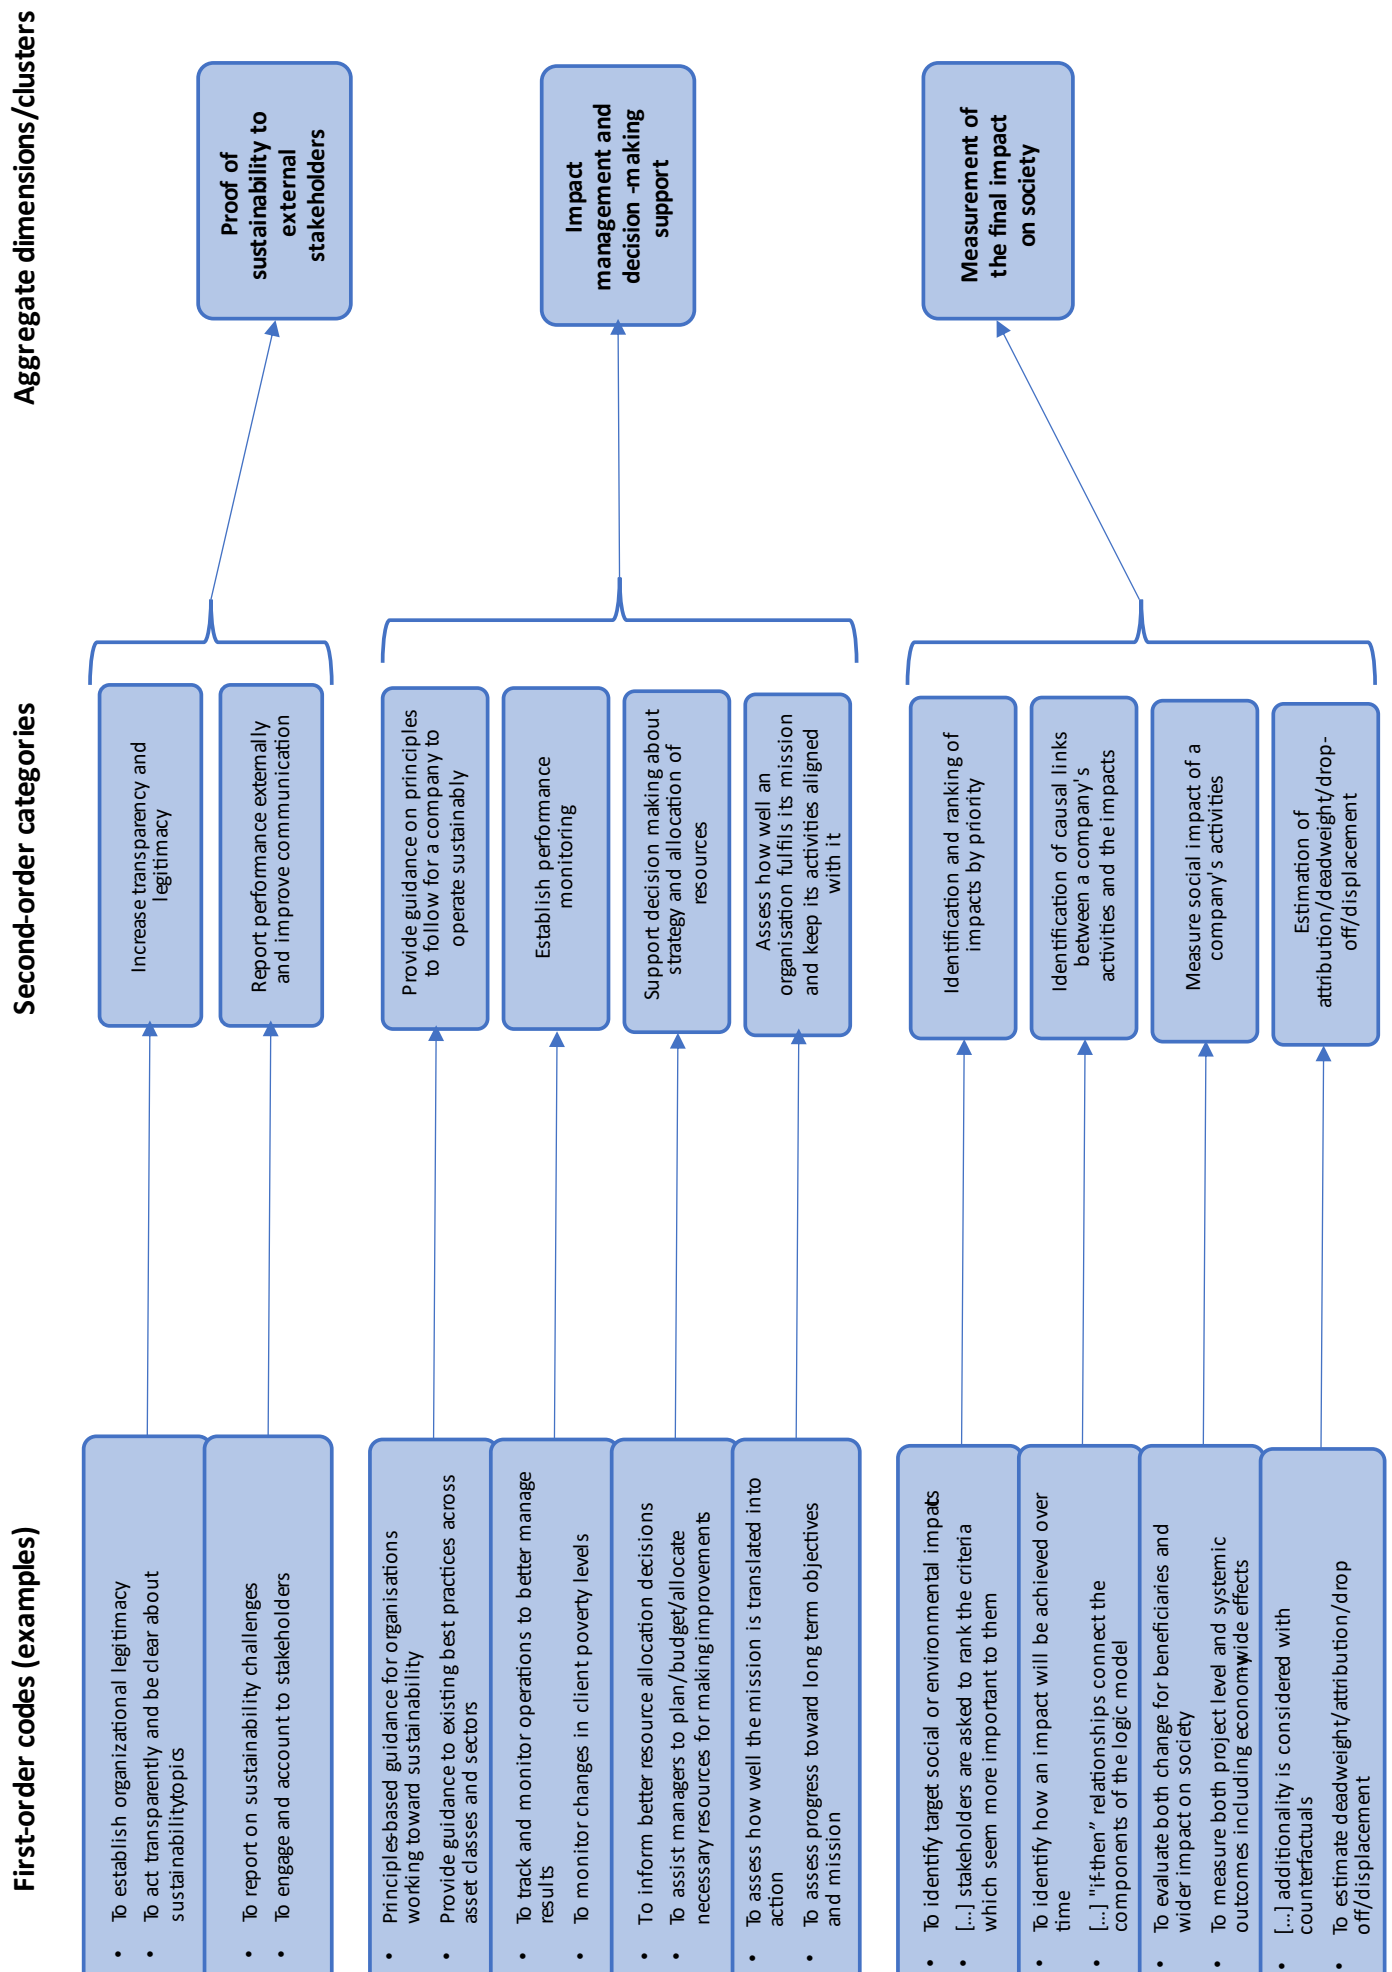 First-order codes (examples)
Second-order categories
Aggregate dimensions/clusters
• To establish organizational legitimacy
• To act transparently and be clear about
sustainability topics
Increase transparency and
legitimacy
• To report on sustainability challenges
• To engage and account to stakeholders
Report performance externally
and improve communication
Proof of
sustainability to
external
stakeholders
• Principles-based guidance for organisations
working toward sustainability
• Provide guidance to existing best practices across
asset classes and sectors
Provide guidance on principles
to follow for a company to
operate sustainably
• To track and monitor operations to better manage
results
• To monitor changes in client poverty levels
Establish performance
monitoring
• To inform better resource allocation decisions
• To assist managers to plan/budget/allocate
necessary resources for making improvements
Support decision making about
strategy and allocation of
resources
• To assess how well the mission is translated into
action
• To assess progress toward long term objectives
and mission
Assess how well an
organisation fulfils its mission
and keep its activities aligned
with it
Impact
management and
decision -making
support
• To identify target social or environmental impacts
• [...] stakeholders are asked to rank the criteria
which seem more important to them
Identification and ranking of
impacts by priority
• To identify how an impact will be achieved over
time
• [...] "if-then” relationships connect the
components of the logic model
Identification of causal links
between a company's
activities and the impacts
• To evaluate both change for beneficiaries and
wider impact on society
• To measure both project level and systemic
outcomes including economy-wide effects
Measure social impact of a
company's activities
• [...] additionality is considered with
counterfactuals
• To estimate deadweight/attribution/drop
off/displacement
Estimation of
attribution/deadweight/drop-
off/displacement
Measurement of
the final impact
on society